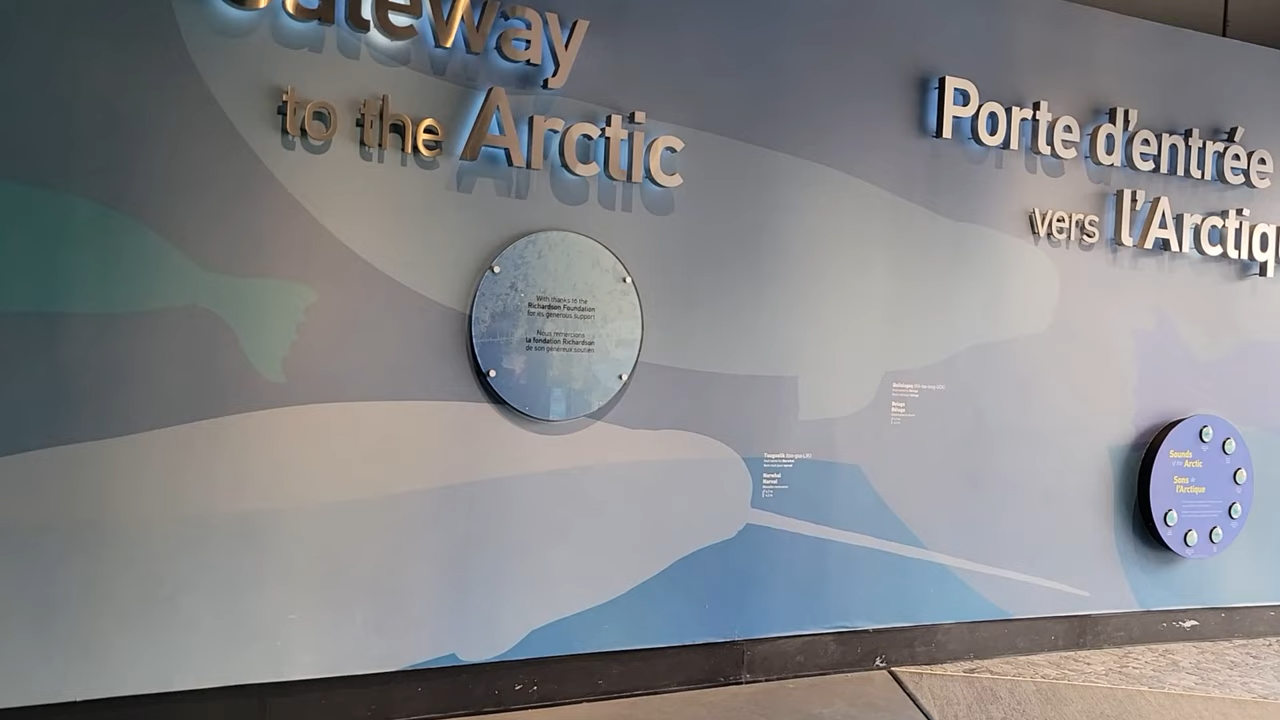 Gateway
to the Arctic
Porte d'entrée
vers l'Arctiq
With thanks to the
Richardson Foundation
for its generous support
Nous remercions
la fondation Richardson
de son généreux soutien
Beluga
Béluga
Narwhal
Narval
Sounds
of the Arctic
Sons de
l'Arctique